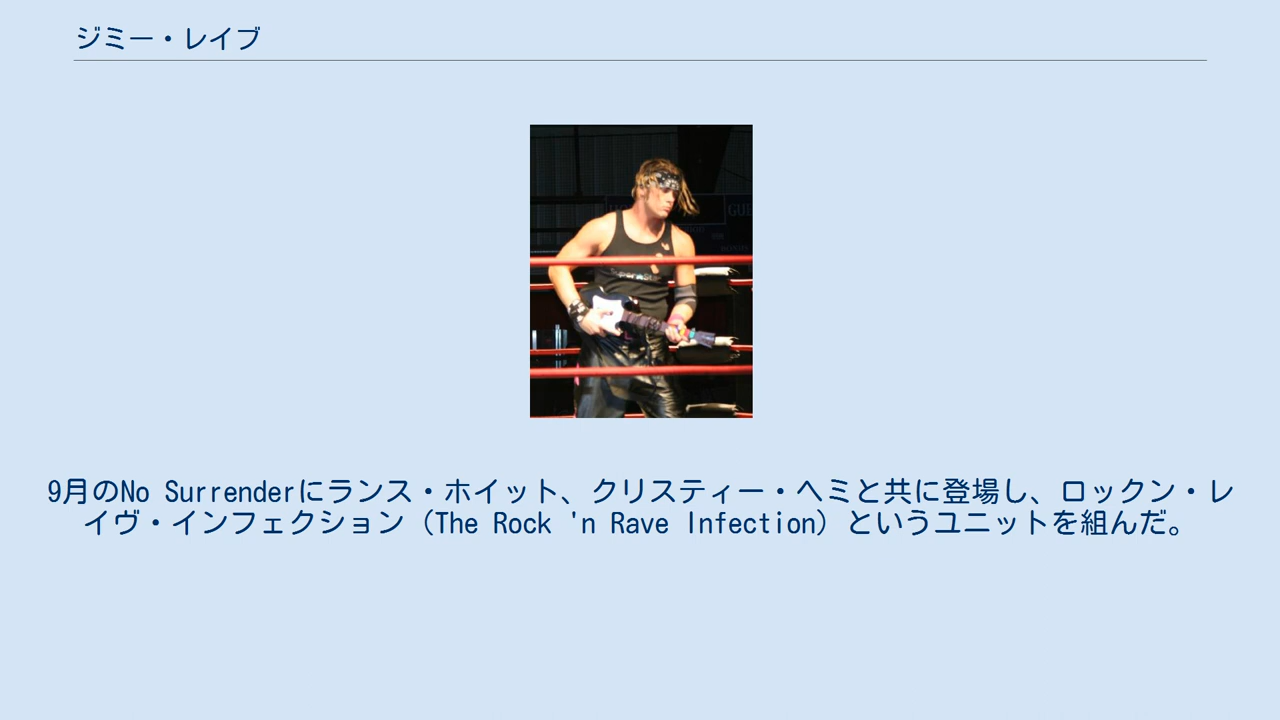 ジミー・レイブ
9月のNo Surrenderにランス・ホイット、クリスティー・ヘミと共に登場し、ロックン・レ
イヴ・インフェクション（The Rock 'n Rave Infection）というユニットを組んだ。